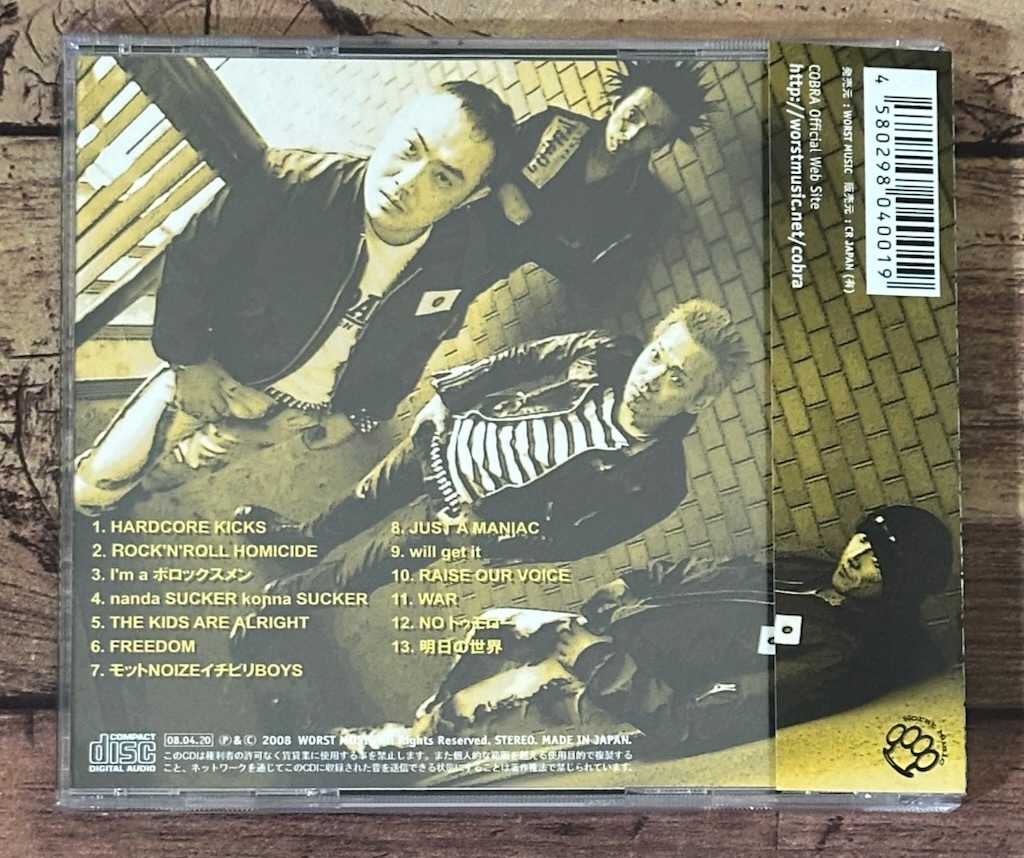 1. HARDCORE KICKS
2. ROCK'N'ROLL HOMICIDE
3. I'm a ボロックスメン
4. nanda SUCKER konna SUCKER
5. THE KIDS ARE ALRIGHT
6. FREEDOM
7. モットNOIZEイチビリBOYS
8. JUST A MANIAC
9. will get it
10. RAISE OUR VOICE
11. WAR
12. NO トゥモロー
13. 明日の世界
COMPACT
disc
DIGITAL AUDIO
08.04.20 Ⓟ&Ⓒ 2008 WORST MUSIC All Rights Reserved. STEREO. MADE IN JAPAN.
このCDは権利者の許可なく賃貸業に使用する事を禁止します。また個人的な範囲を超える使用目的で複製する
こと、ネットワークを通じてこのCDに収録された音を送信できる状態にすることは著作権法で禁じられています。
4 580298 040019
発売元:WORST MUSIC 販売元:CR JAPAN (有)
COBRA Official Web Site
http://worstmusic.net/cobra